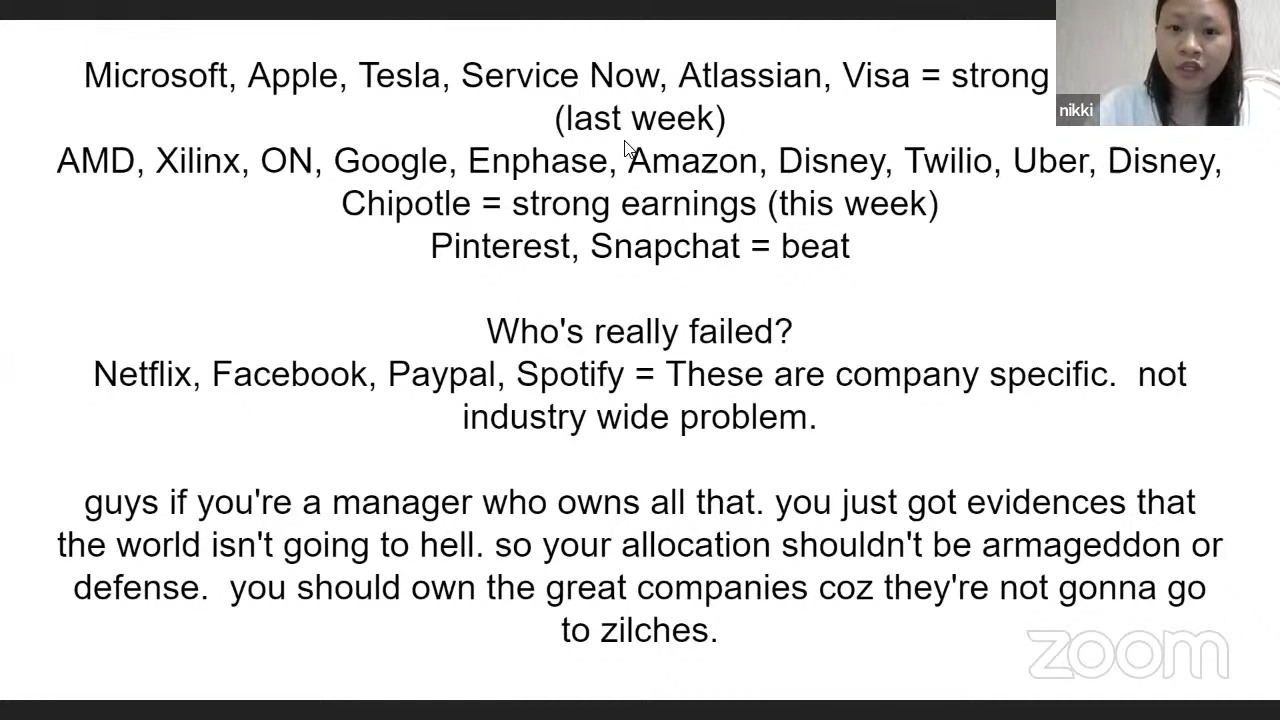 Microsoft, Apple, Tesla, Service Now, Atlassian, Visa = strong
(last week)
AMD, Xilinx, ON, Google, Enphase, Amazon, Disney, Twilio, Uber, Disney,
Chipotle = strong earnings (this week)
Pinterest, Snapchat = beat
Who's really failed?
Netflix, Facebook, Paypal, Spotify = These are company specific.  not
industry wide problem.
guys if you're a manager who owns all that. you just got evidences that
the world isn't going to hell. so your allocation shouldn't be armageddon or
defense.  you should own the great companies coz they're not gonna go
to zilches.
nikki
zoom